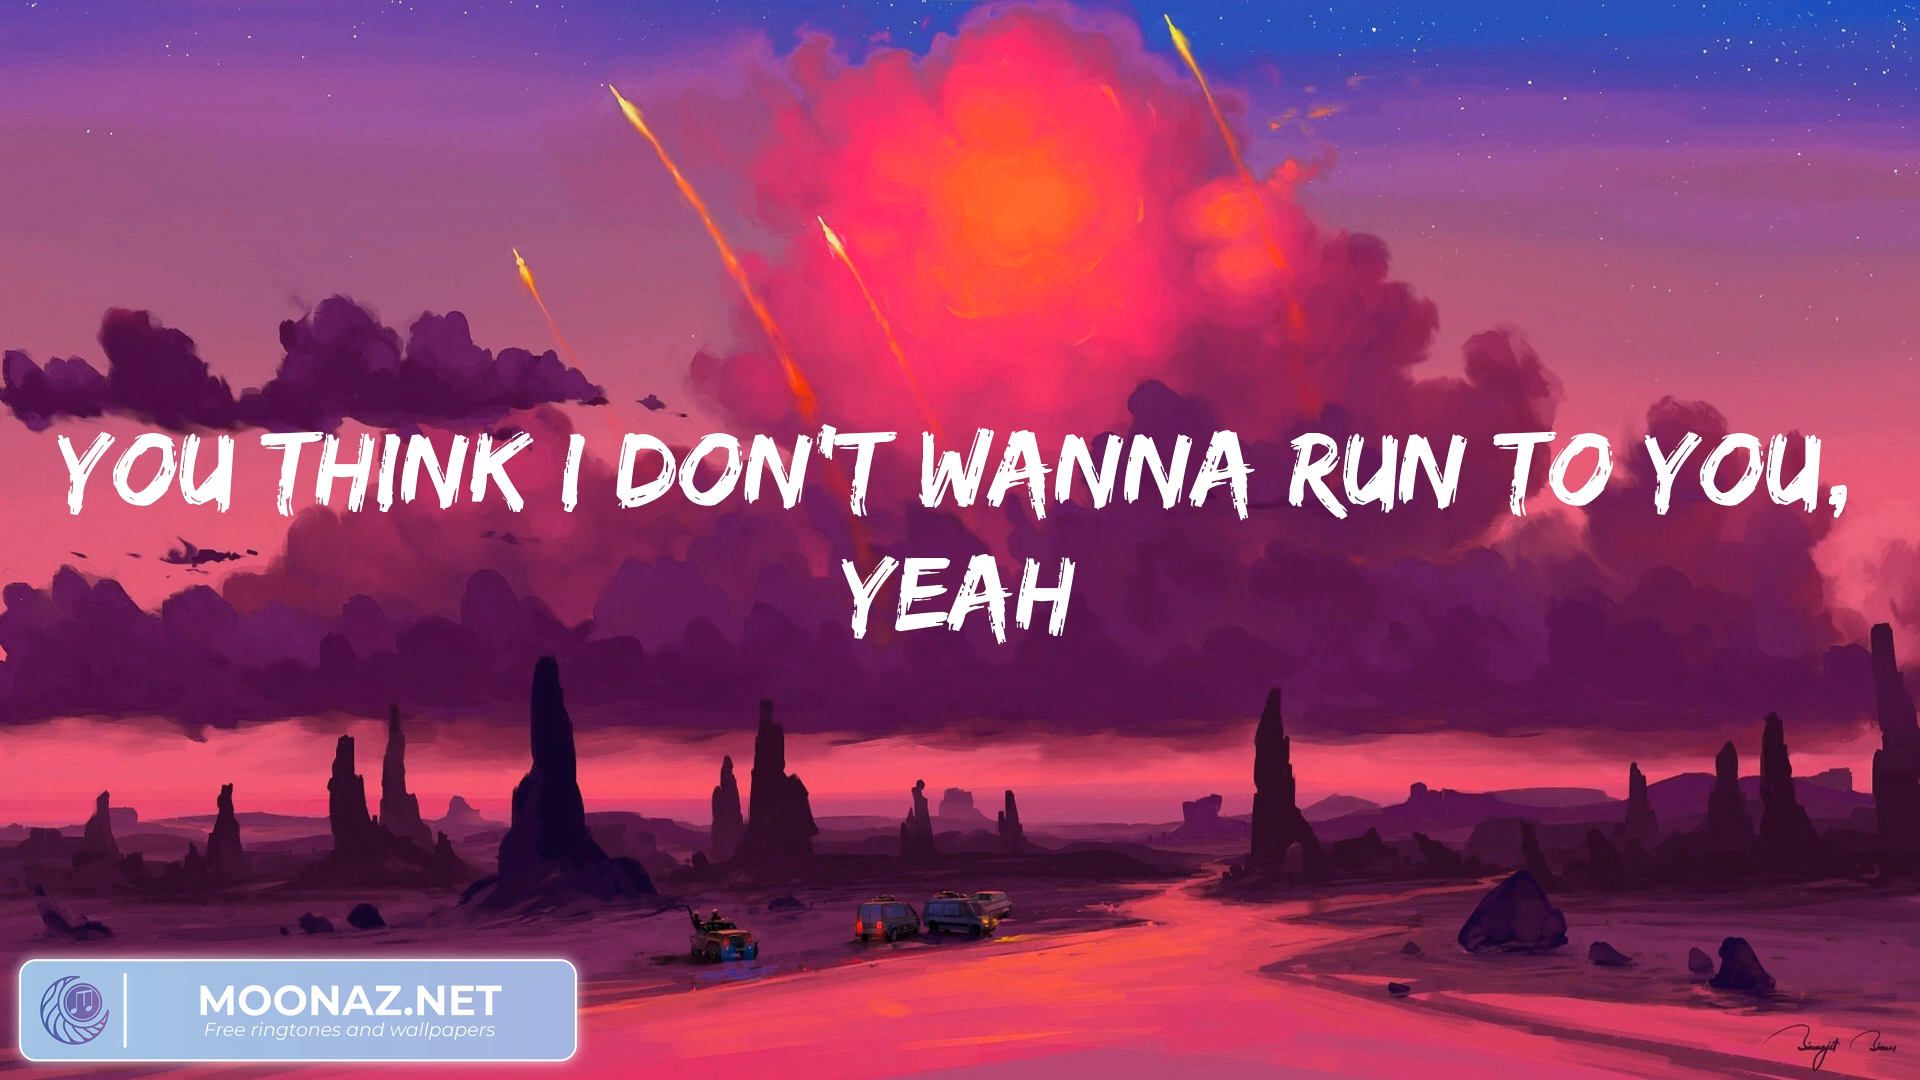 YOU THINK I DON'T WANNA RUN TO YOU,
YEAH
MOONAZ.NET
Free ringtones and wallpapers